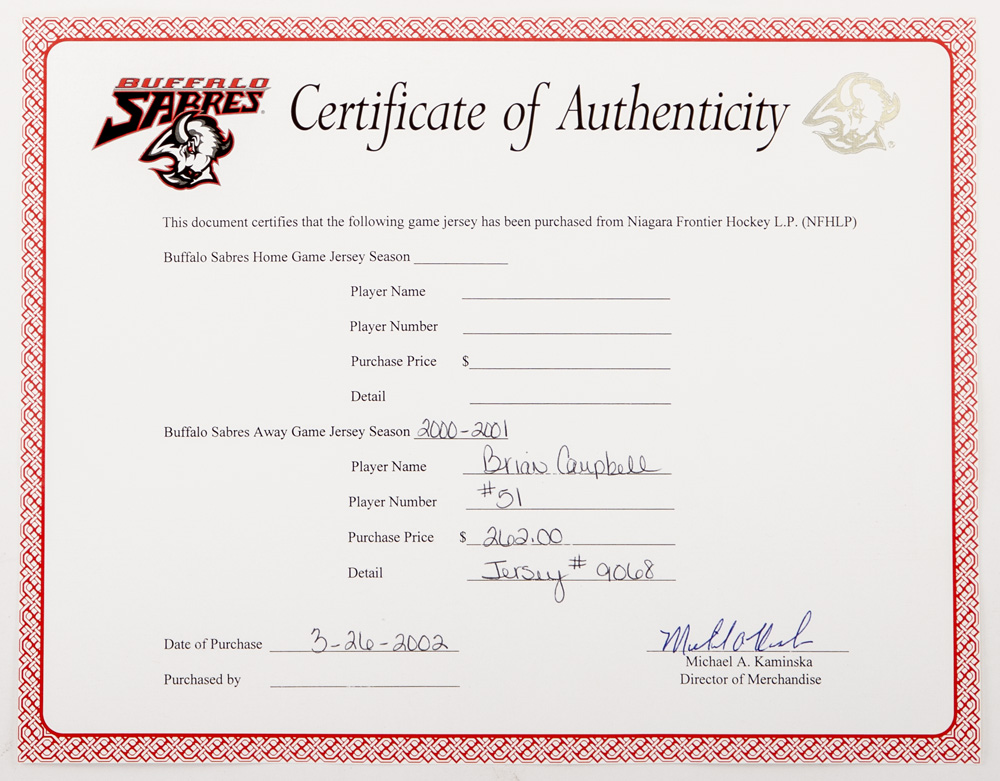 BUFFALO
SABRES
Certificate of Authenticity
This document certifies that the following game jersey has been purchased from Niagara Frontier Hockey L.P. (NFHLP)
Buffalo Sabres Home Game Jersey Season
Player Name
Player Number
Purchase Price $
Detail
Buffalo Sabres Away Game Jersey Season 2000-2001
Player Name Brian Campbell
Player Number #51
Purchase Price $ 262.00
Detail Jersey # 9068
Date of Purchase 3-26-2002
Michael A. Kaminska
Purchased by
Director of Merchandise